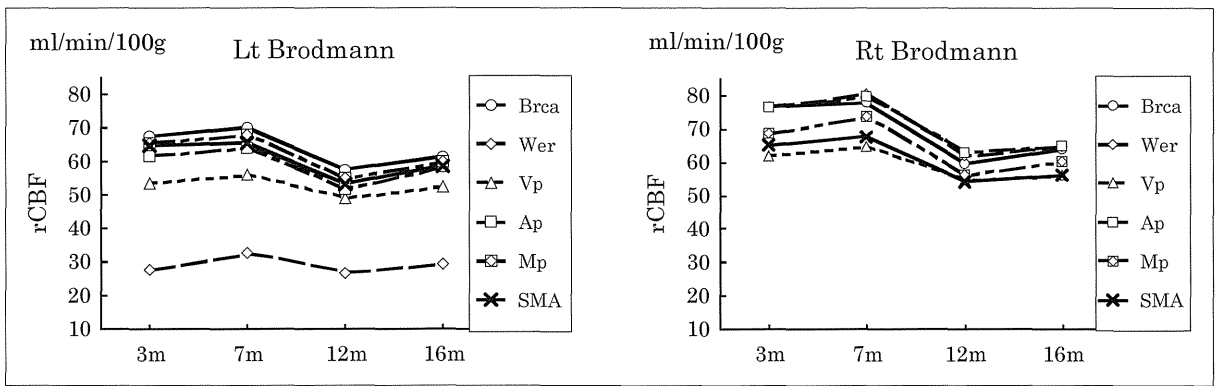 ml/min/100g
Lt Brodmann
80
70
60
50
40
30
20
10
rCBF
3m 7m 12m 16m
Brca
Wer
Vp
Ap
Mp
SMA
ml/min/100g
Rt Brodmann
80
70
60
50
40
30
20
10
rCBF
3m 7m 12m 16m
Brca
Wer
Vp
Ap
Mp
SMA